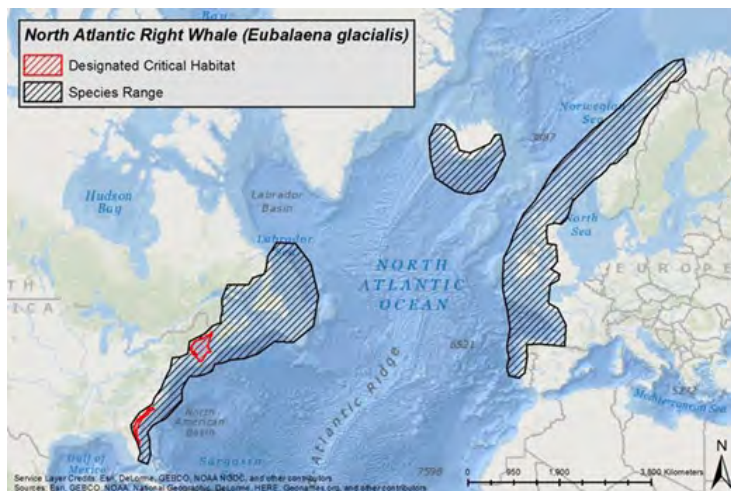 North Atlantic Right Whale (Eubalaena glacialis)
Designated Critical Habitat
Species Range
Norwegian
Sea
Hudson
Bay
Labrador
Basin
Labrador
North
Sea
NORTH
ATLANTIC
OCEAN
EUROPE
Atlantic Ridge
North
American
Basin
Mediterranean Sea
Gulf of
Mexico
Sargasso
N
0 950 1,900 3,800 Kilometers
Service Layer Credits: Esri, DeLorme, GEBCO, NOAA NGDC, and other contributors
Sources: Esri, GEBCO, NOAA, National Geographic, DeLorme, HERE, Geonames.org, and other contributors